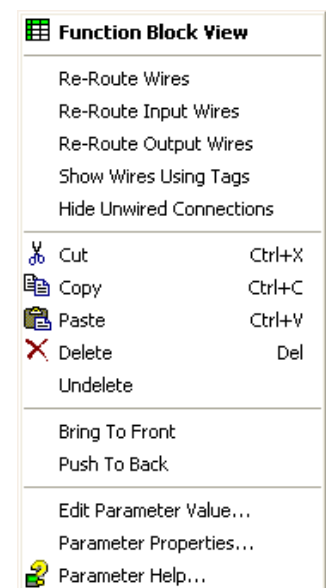 Function Block View
Re-Route Wires
Re-Route Input Wires
Re-Route Output Wires
Show Wires Using Tags
Hide Unwired Connections
Cut Ctrl+X
Copy Ctrl+C
Paste Ctrl+V
Delete Del
Undelete
Bring To Front
Push To Back
Edit Parameter Value...
Parameter Properties...
Parameter Help...